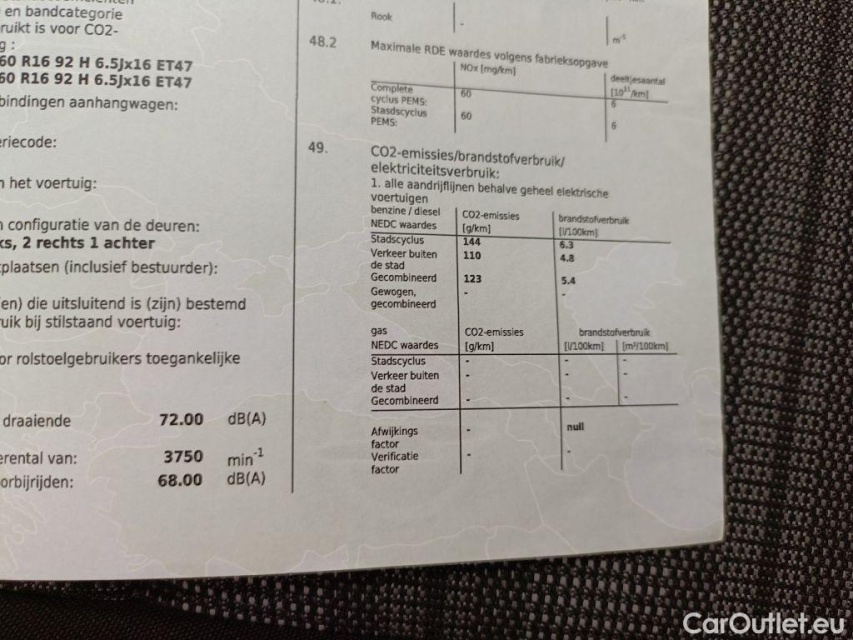 en bandcategorie
ruikt is voor CO2-
g :
60 R16 92 H 6.5Jx16 ET47
60 R16 92 H 6.5Jx16 ET47
bindingen aanhangwagen:
eriecode:
n het voertuig:
n configuratie van de deuren:
ks, 2 rechts 1 achter
tplaatsen (inclusief bestuurder):
en) die uitsluitend is (zijn) bestemd
uik bij stilstaand voertuig:
or rolstoelgebruikers toegankelijke
draaiende 72.00 dB(A)
erental van: 3750 min-1
orbijrijden: 68.00 dB(A)
Rook - m-1
48.2 Maximale RDE waardes volgens fabrieksopgave
NOx [mg/km] deeltjesaantal
[10¹¹/km]
Complete
cyclus PEMS: 60 6
Stasdscyclus
PEMS: 60 6
49. CO2-emissies/brandstofverbruik/
elektriciteitsverbruik:
1. alle aandrijflijnen behalve geheel elektrische
voertuigen
benzine / diesel CO2-emissies brandstofverbruik
NEDC waardes [g/km] [l/100km]
Stadscyclus 144 6.3
Verkeer buiten 110 4.8
de stad
Gecombineerd 123 5.4
Gewogen, - -
gecombineerd
gas CO2-emissies brandstofverbruik
NEDC waardes [g/km] [l/100km] [m³/100km]
Stadscyclus - - -
Verkeer buiten - - -
de stad
Gecombineerd - - -
Afwijkings - null
factor
Verificatie - -
factor
CarOutlet.eu